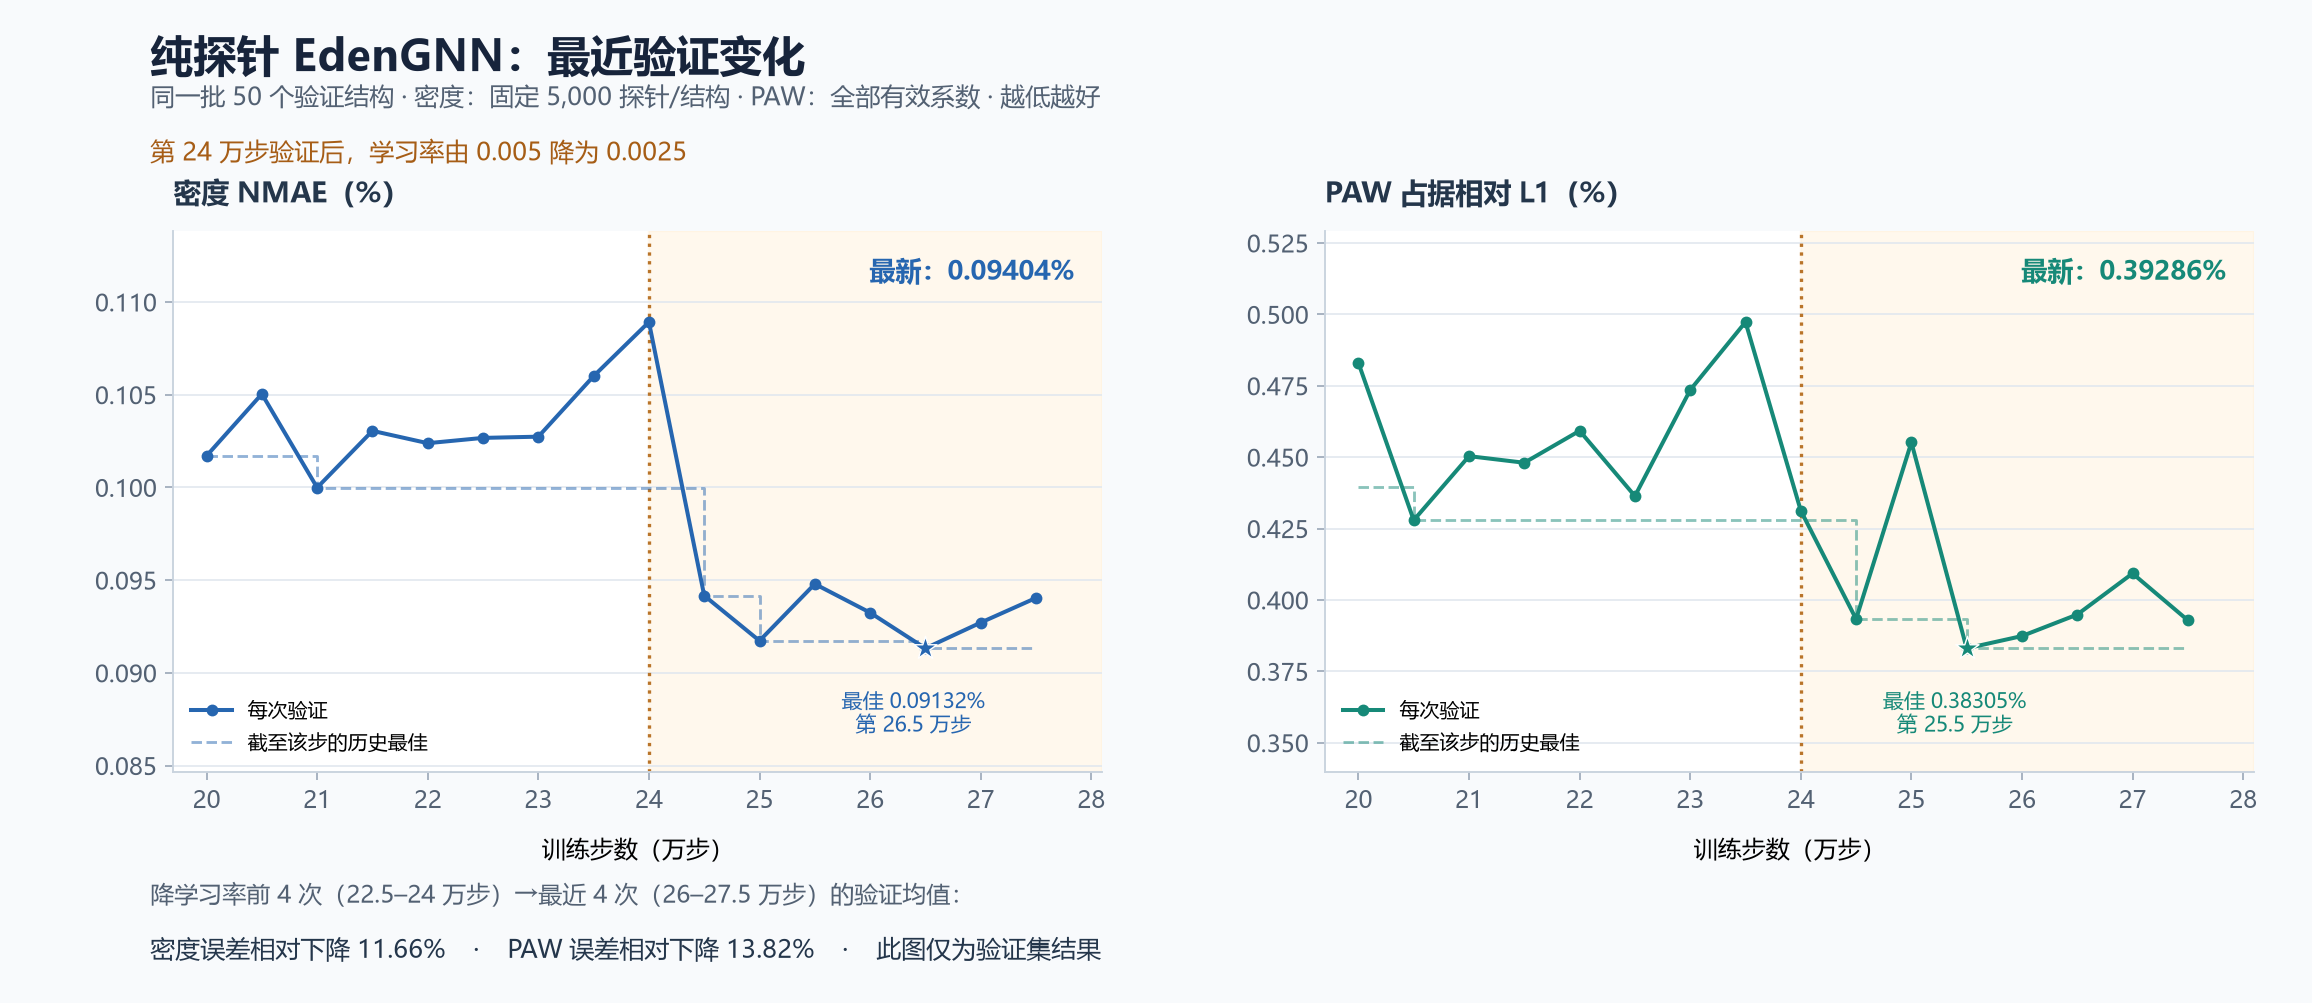 纯探针 EdenGNN：最近验证变化
同一批 50 个验证结构 · 密度：固定 5,000 探针/结构 · PAW：全部有效系数 · 越低越好
第 24 万步验证后，学习率由 0.005 降为 0.0025
密度 NMAE（%）
最新：0.09404%
0.110
0.105
0.100
0.095
0.090
0.085
最佳 0.09132%
第 26.5 万步
每次验证
截至该步的历史最佳
20 21 22 23 24 25 26 27 28
训练步数（万步）
PAW 占据相对 L1（%）
最新：0.39286%
0.525
0.500
0.475
0.450
0.425
0.400
0.375
0.350
最佳 0.38305%
第 25.5 万步
每次验证
截至该步的历史最佳
20 21 22 23 24 25 26 27 28
训练步数（万步）
降学习率前 4 次（22.5–24 万步）→最近 4 次（26–27.5 万步）的验证均值：
密度误差相对下降 11.66% · PAW 误差相对下降 13.82% · 此图仅为验证集结果